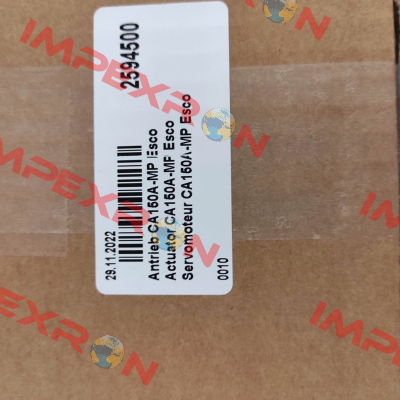 2594500
29.11.2022
Antrieb CA150A-MP Esco
Actuator CA150A-MP Esco
Servomoteur CA150A-MP Esco
0010
IMPEXRON
IMPEXRON
IMPEXRON
IMPEXRON
IMPEXRON